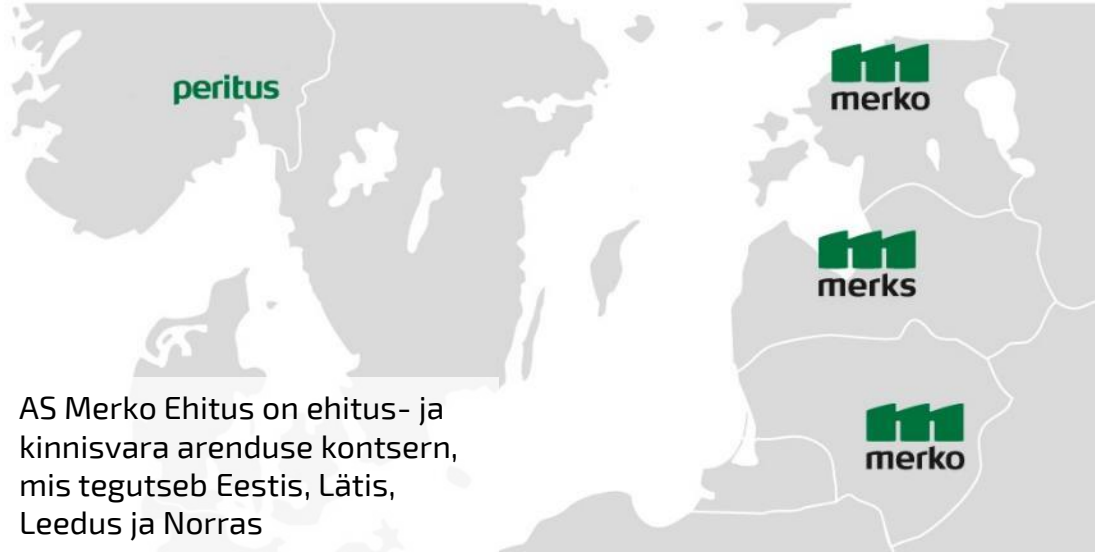 peritus
merko
merks
merko
AS Merko Ehitus on ehitus- ja
kinnisvara arenduse kontsern,
mis tegutseb Eestis, Lätis,
Leedus ja Norras